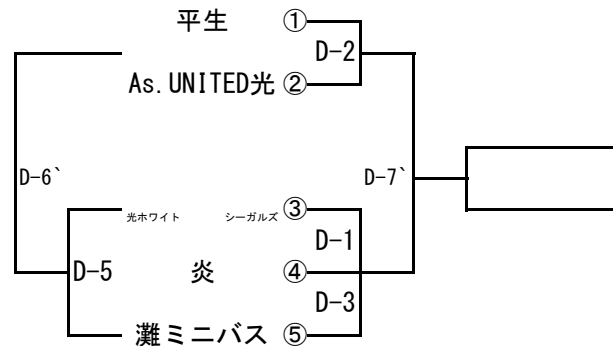 平生 ①
D-2
As.UNITED光 ②
D-6`
D-7`
光ホワイト シーガルズ ③
D-1
D-5 炎 ④
D-3
灘ミニバス ⑤